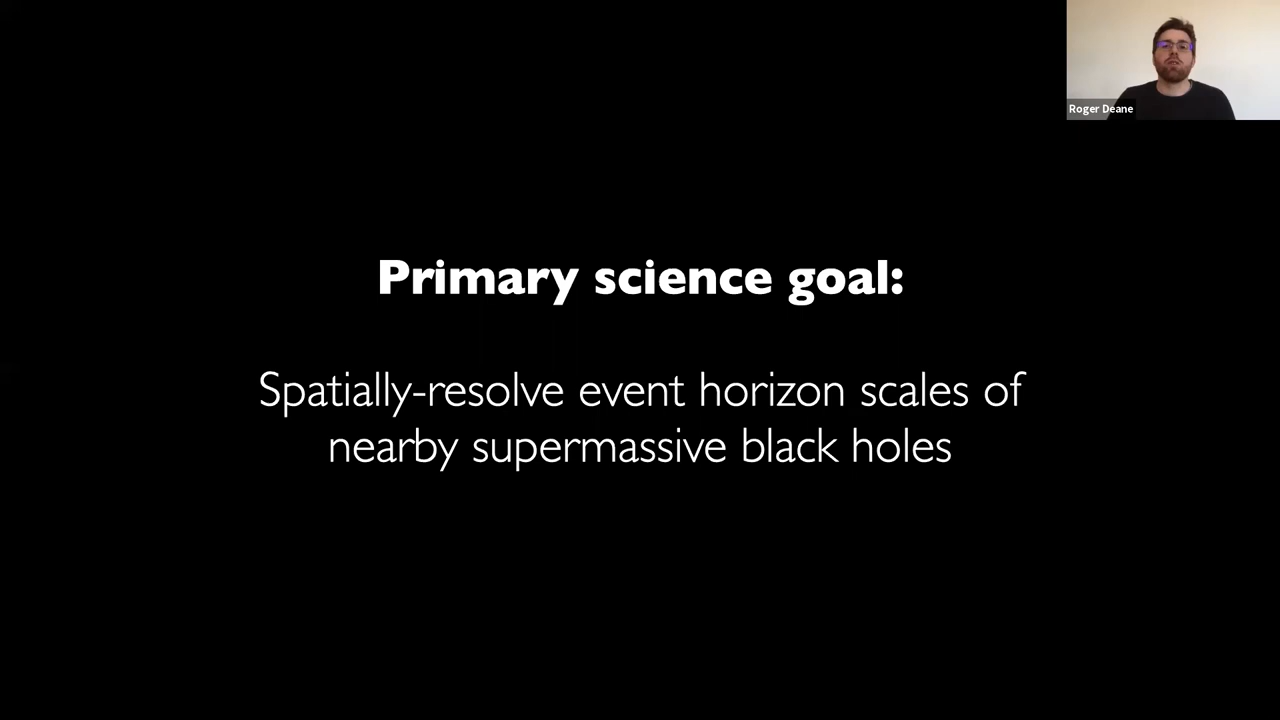 Roger Deane
Primary science goal:
Spatially-resolve event horizon scales of
nearby supermassive black holes